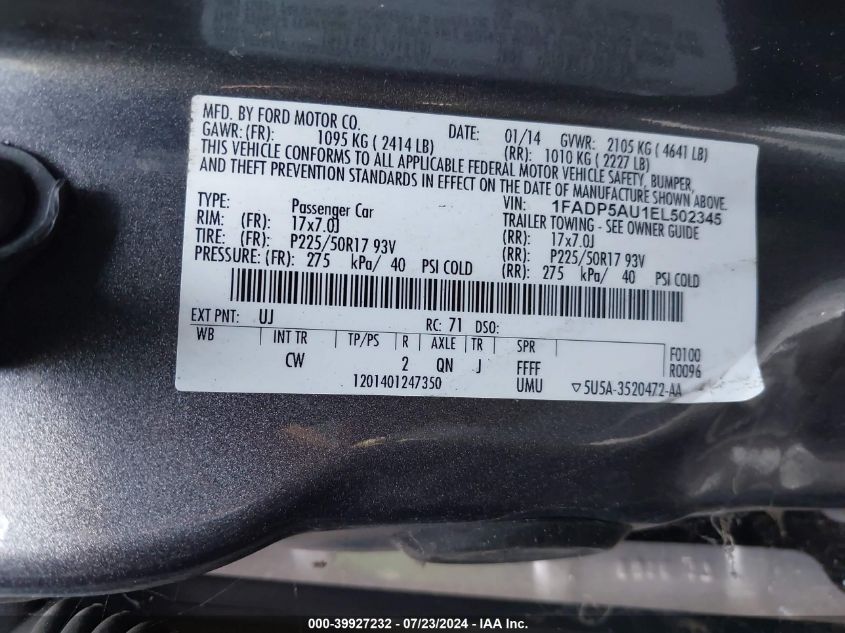 MFD. BY FORD MOTOR CO. DATE: 01/14 GVWR: 2105 KG ( 4641 LB)
GAWR: (FR): 1095 KG ( 2414 LB) (RR): 1010 KG ( 2227 LB)
THIS VEHICLE CONFORMS TO ALL APPLICABLE FEDERAL MOTOR VEHICLE SAFETY, BUMPER,
AND THEFT PREVENTION STANDARDS IN EFFECT ON THE DATE OF MANUFACTURE SHOWN ABOVE.
VIN: 1FADP5AU1EL502345
TYPE: Passenger Car TRAILER TOWING - SEE OWNER GUIDE
RIM: (FR): 17x7.0J (RR): 17x7.0J
TIRE: (FR): P225/50R17 93V (RR): P225/50R17 93V
PRESSURE: (FR): 275 kPa/ 40 PSI COLD (RR): 275 kPa/ 40 PSI COLD
EXT PNT: UJ RC: 71 DSO:
WB INT TR TP/PS R AXLE TR SPR F0100
CW 2 QN J FFFF R0096
1201401247350 UMU ▽5U5A-3520472-AA
000-39927232 - 07/23/2024 - IAA Inc.